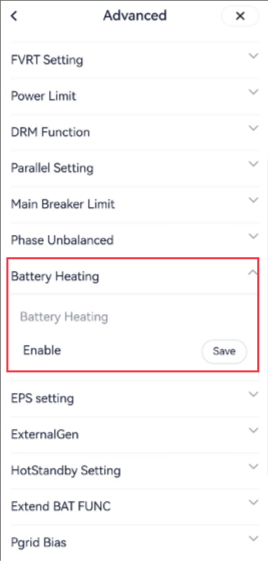 Advanced
FVRT Setting
Power Limit
DRM Function
Parallel Setting
Main Breaker Limit
Phase Unbalanced
Battery Heating
Battery Heating
Enable
Save
EPS setting
ExternalGen
HotStandby Setting
Extend BAT FUNC
Pgrid Bias